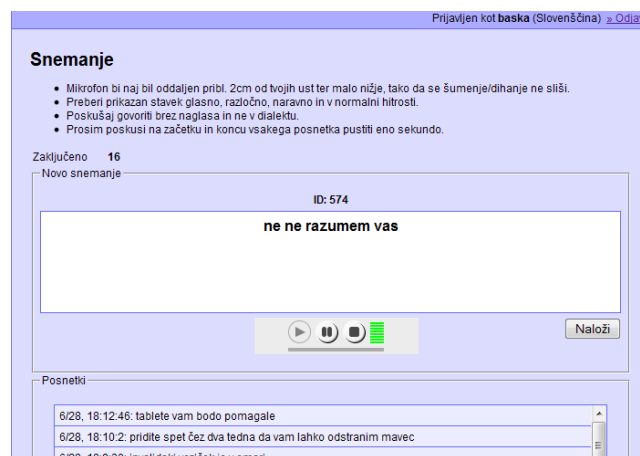 Prijavljen kot baska (Slovenščina) » Odja
Snemanje
Mikrofon bi naj bil oddaljen pribl. 2cm od tvojih ust ter malo nižje, tako da se šumenje/dihanje ne sliši.
Preberi prikazan stavek glasno, razločno, naravno in v normalni hitrosti.
Poskušaj govoriti brez naglasa in ne v dialektu.
Prosim poskusi na začetku in koncu vsakega posnetka pustiti eno sekundo.
Zaključeno 16
Novo snemanje
ID: 574
ne ne razumem vas
Naloži
Posnetki
6/28, 18:12:46: tablete vam bodo pomagale
6/28, 18:10:2: pridite spet čez dva tedna da vam lahko odstranim mavec